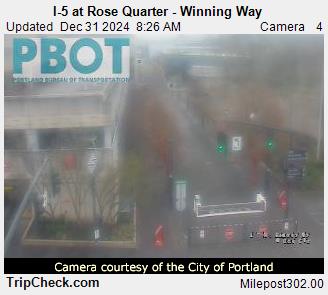 I-5 at Rose Quarter - Winning Way
Updated Dec 31 2024 8:26 AM Camera 4
PBOT
PORTLAND BUREAU OF TRANSPORTATION
Camera courtesy of the City of Portland
TripCheck.com Milepost302.00